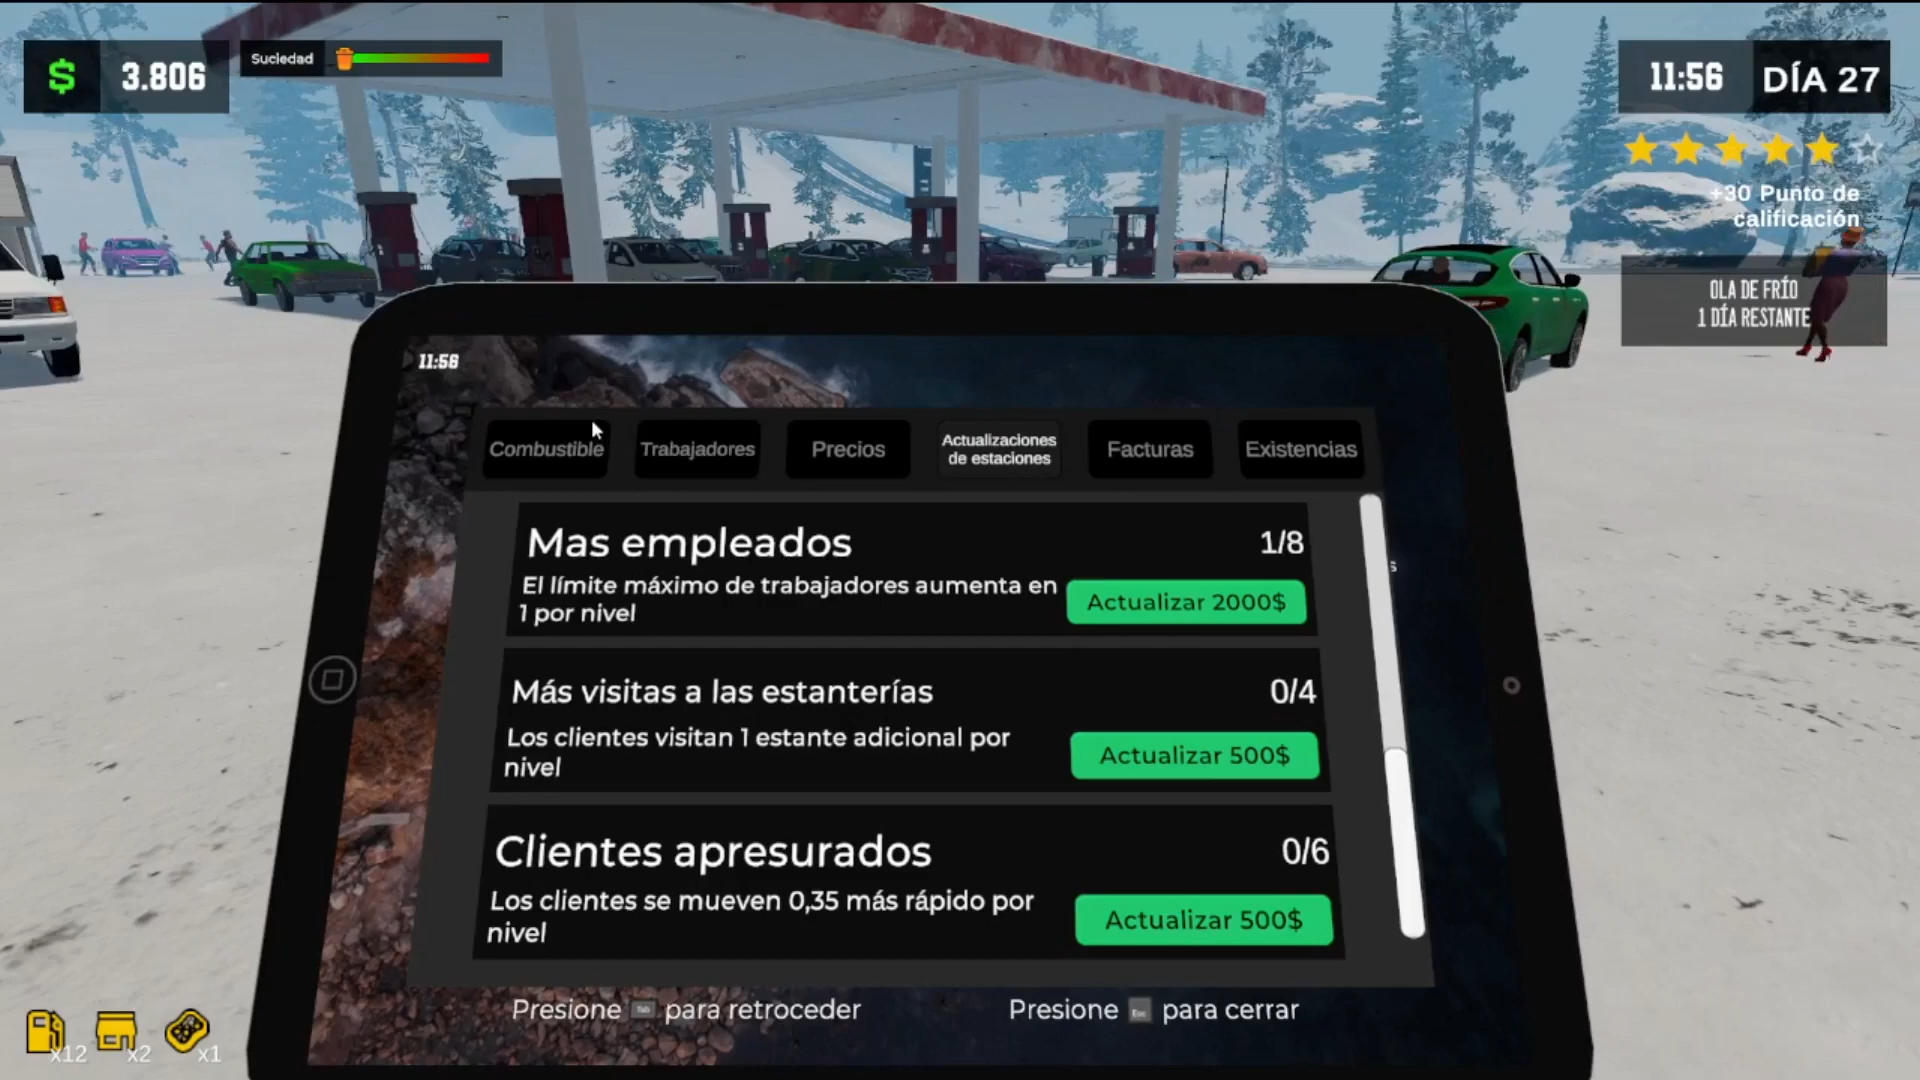 $ 3.806
Suciedad
11:56 DÍA 27
+30 Punto de
calificación
OLA DE FRÍO
1 DÍA RESTANTE
11:56
Combustible
Trabajadores
Precios
Actualizaciones
de estaciones
Facturas
Existencias
Mas empleados
1/8
El límite máximo de trabajadores aumenta en
1 por nivel
Actualizar 2000$
Más visitas a las estanterías
0/4
Los clientes visitan 1 estante adicional por
nivel
Actualizar 500$
Clientes apresurados
0/6
Los clientes se mueven 0,35 más rápido por
nivel
Actualizar 500$
Presione Tab para retroceder
Presione Esc para cerrar
x12
x2
x1